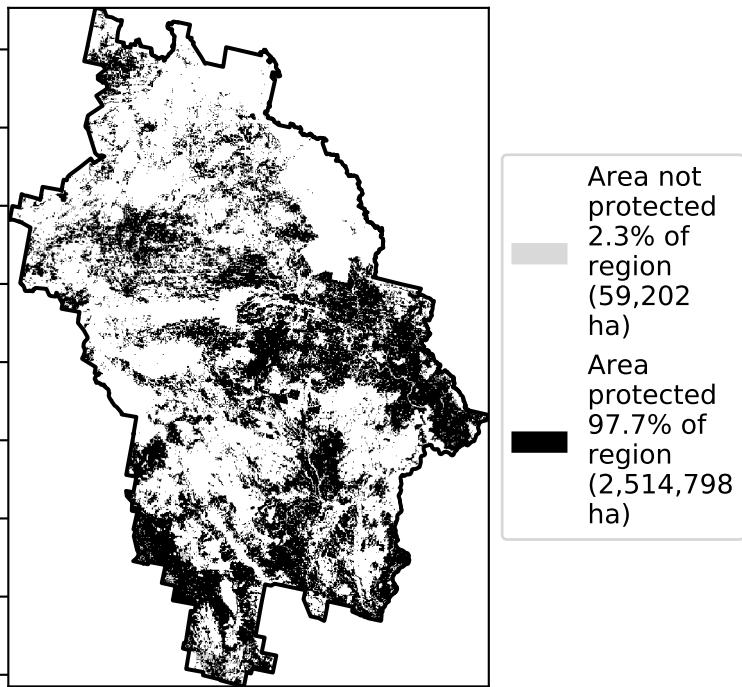 Area not
protected
2.3% of
region
(59,202
ha)
Area
protected
97.7% of
region
(2,514,798
ha)